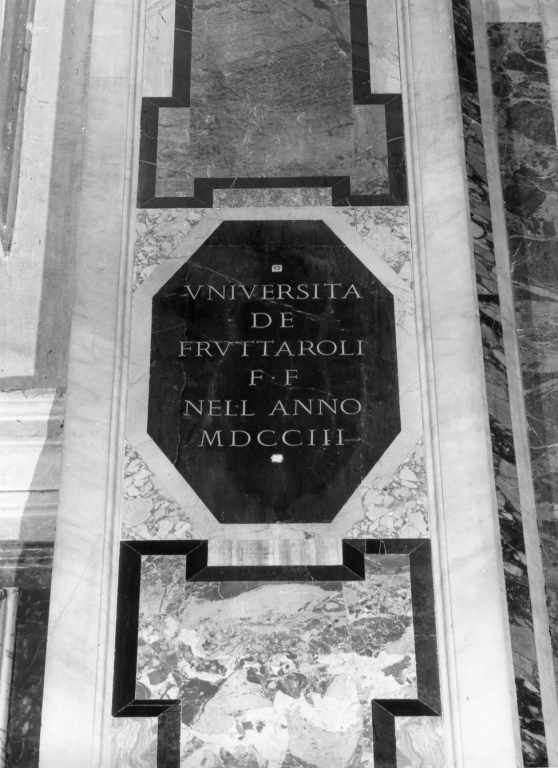 VNIVERSITA
DE
FRVTTAROLI
F·F
NELL ANNO
MDCCIII